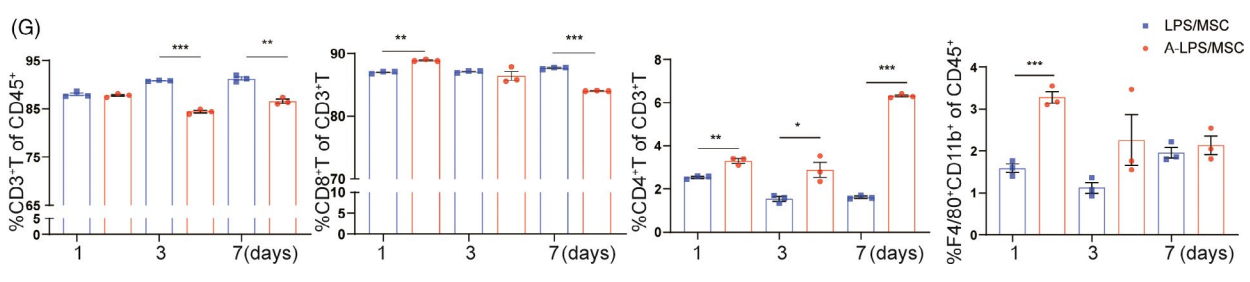 (G)
LPS/MSC
A-LPS/MSC
%CD3⁺T of CD45⁺
95
85
75
65
5
0
***
**
1 3 7 (days)
%CD8⁺T of CD3⁺T
90
80
70
10
5
0
**
***
1 3 7 (days)
%CD4⁺T of CD3⁺T
8
6
4
2
0
**
*
***
1 3 7 (days)
%F4/80⁺CD11b⁺ of CD45⁺
4
3
2
1
0
***
1 3 7 (days)